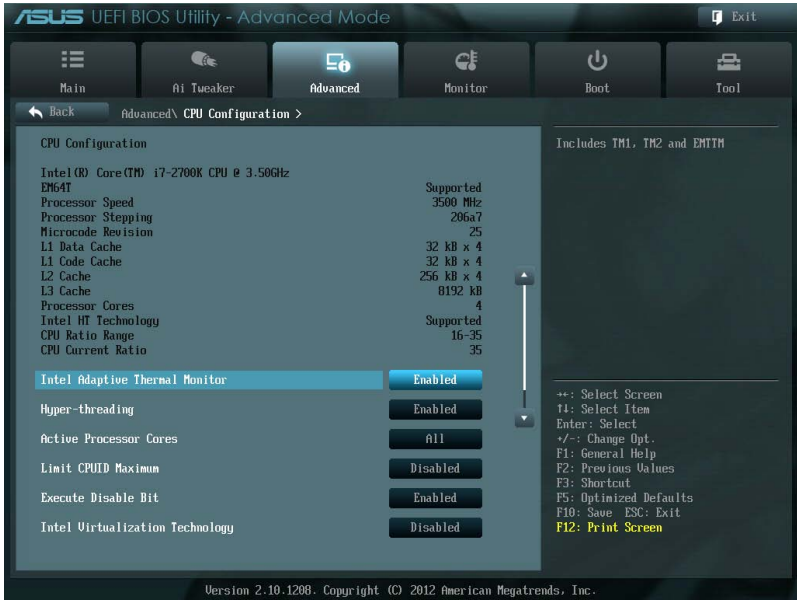 ASUS UEFI BIOS Utility - Advanced Mode
Exit
Main Ai Tweaker Advanced Monitor Boot Tool
Back Advanced\ CPU Configuration >
CPU Configuration
Intel(R) Core(TM) i7-2700K CPU @ 3.50GHz
EM64T Supported
Processor Speed 3500 MHz
Processor Stepping 206a7
Microcode Revision 25
L1 Data Cache 32 kB x 4
L1 Code Cache 32 kB x 4
L2 Cache 256 kB x 4
L3 Cache 8192 kB
Processor Cores 4
Intel HT Technology Supported
CPU Ratio Range 16-35
CPU Current Ratio 35
Intel Adaptive Thermal Monitor Enabled
Hyper-threading Enabled
Active Processor Cores All
Limit CPUID Maximum Disabled
Execute Disable Bit Enabled
Intel Virtualization Technology Disabled
Includes TM1, TM2 and EMTTM
→←: Select Screen
↑↓: Select Item
Enter: Select
+/-: Change Opt.
F1: General Help
F2: Previous Values
F3: Shortcut
F5: Optimized Defaults
F10: Save ESC: Exit
F12: Print Screen
Version 2.10.1208. Copyright (C) 2012 American Megatrends, Inc.